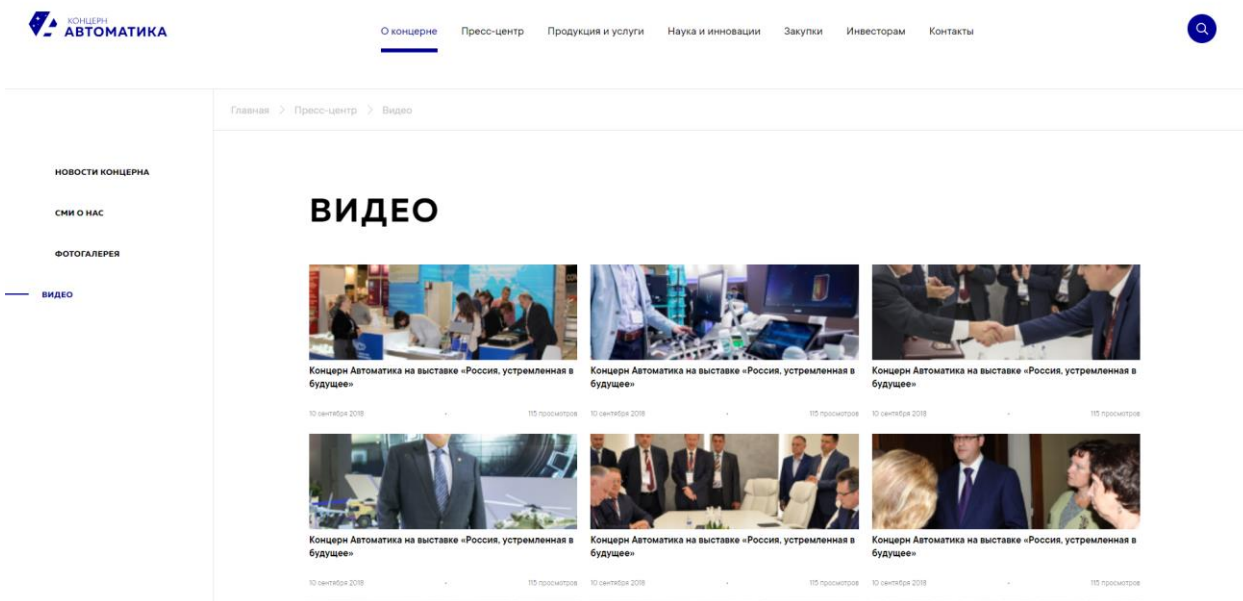 КОНЦЕРН
АВТОМАТИКА
О концерне Пресс-центр Продукция и услуги Наука и инновации Закупки Инвесторам Контакты
Главная > Пресс-центр > Видео
НОВОСТИ КОНЦЕРНА
СМИ О НАС
ФОТОГАЛЕРЕЯ
ВИДЕО
ВИДЕО
Концерн Автоматика на выставке «Россия, устремленная в
будущее»
10 сентября 2018 - 115 просмотров
Концерн Автоматика на выставке «Россия, устремленная в
будущее»
10 сентября 2018 - 115 просмотров
Концерн Автоматика на выставке «Россия, устремленная в
будущее»
10 сентября 2018 - 115 просмотров
Концерн Автоматика на выставке «Россия, устремленная в
будущее»
10 сентября 2018 - 115 просмотров
Концерн Автоматика на выставке «Россия, устремленная в
будущее»
10 сентября 2018 - 115 просмотров
Концерн Автоматика на выставке «Россия, устремленная в
будущее»
10 сентября 2018 - 115 просмотров